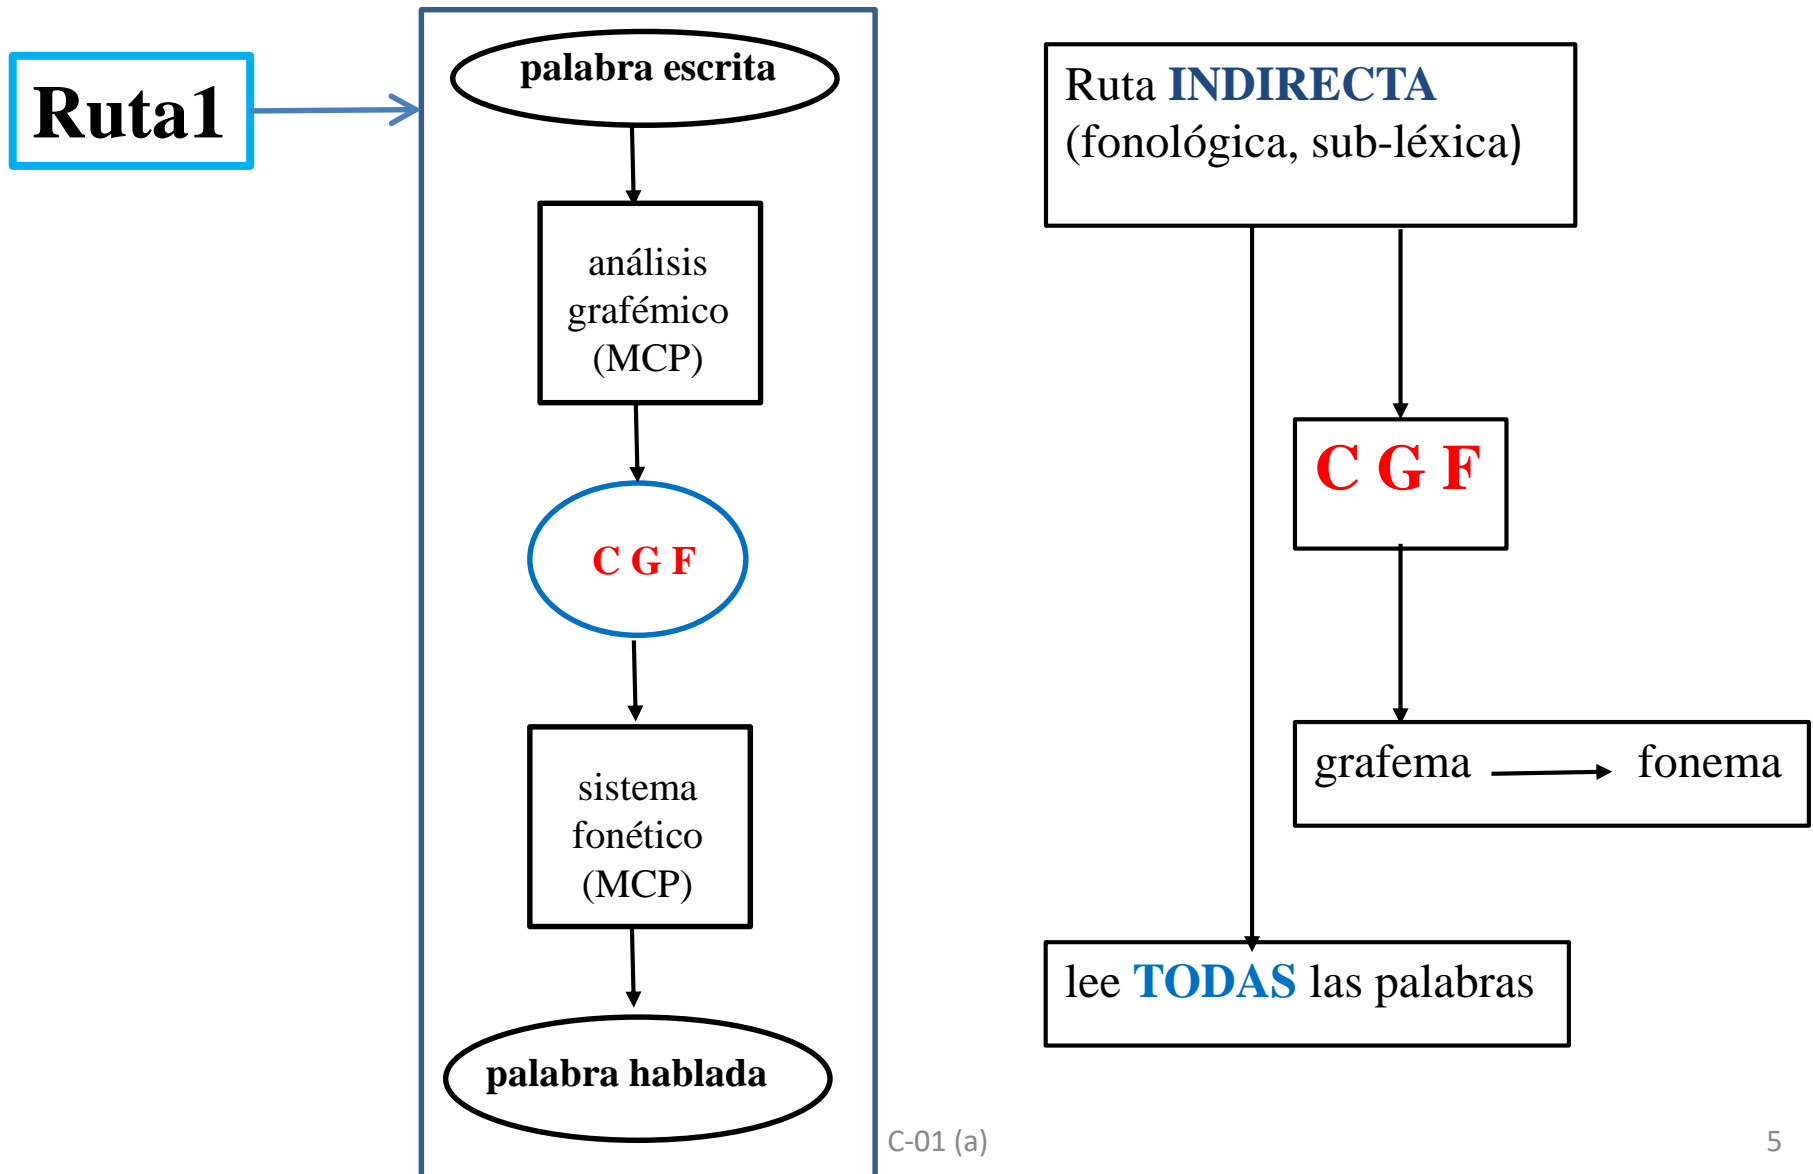 Ruta1
palabra escrita
análisis
grafémico
(MCP)
C G F
sistema
fonético
(MCP)
palabra hablada
Ruta INDIRECTA
(fonológica, sub-léxica)
C G F
grafema fonema
lee TODAS las palabras
C-01 (a)
5